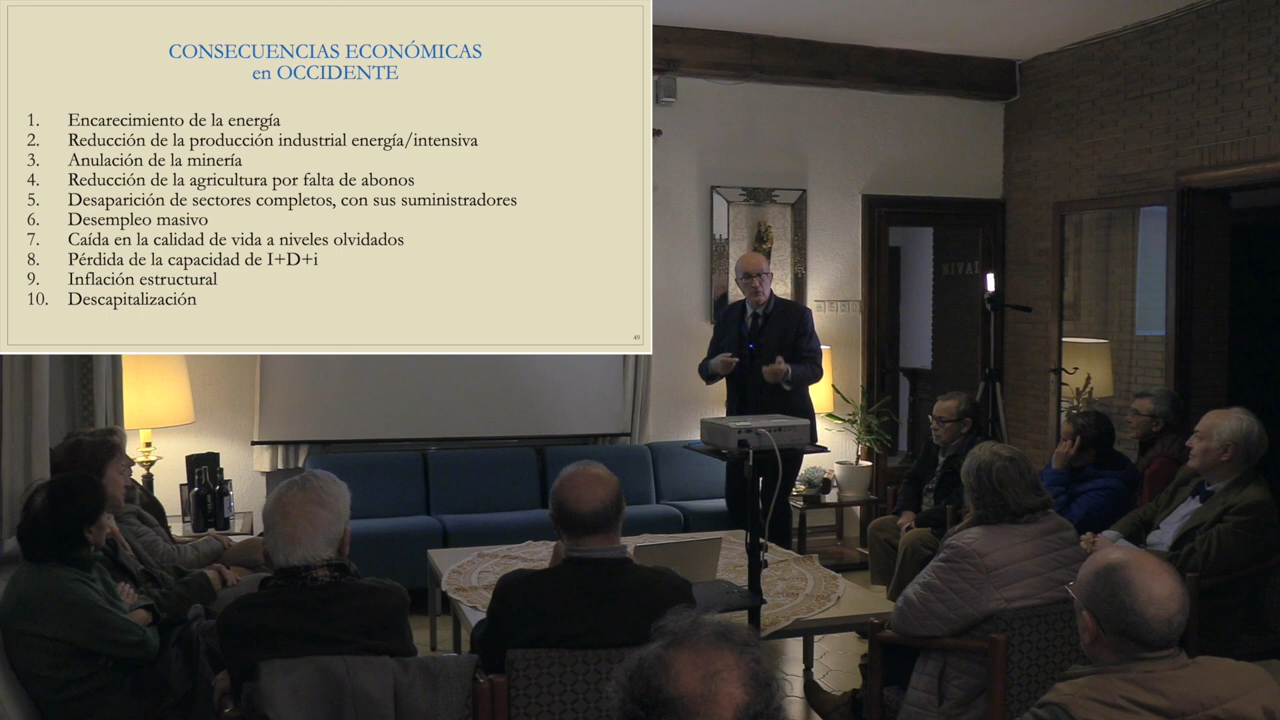 CONSECUENCIAS ECONÓMICAS
en OCCIDENTE
1. Encarecimiento de la energía
2. Reducción de la producción industrial energía/intensiva
3. Anulación de la minería
4. Reducción de la agricultura por falta de abonos
5. Desaparición de sectores completos, con sus suministradores
6. Desempleo masivo
7. Caída en la calidad de vida a niveles olvidados
8. Pérdida de la capacidad de I+D+i
9. Inflación estructural
10. Descapitalización
49